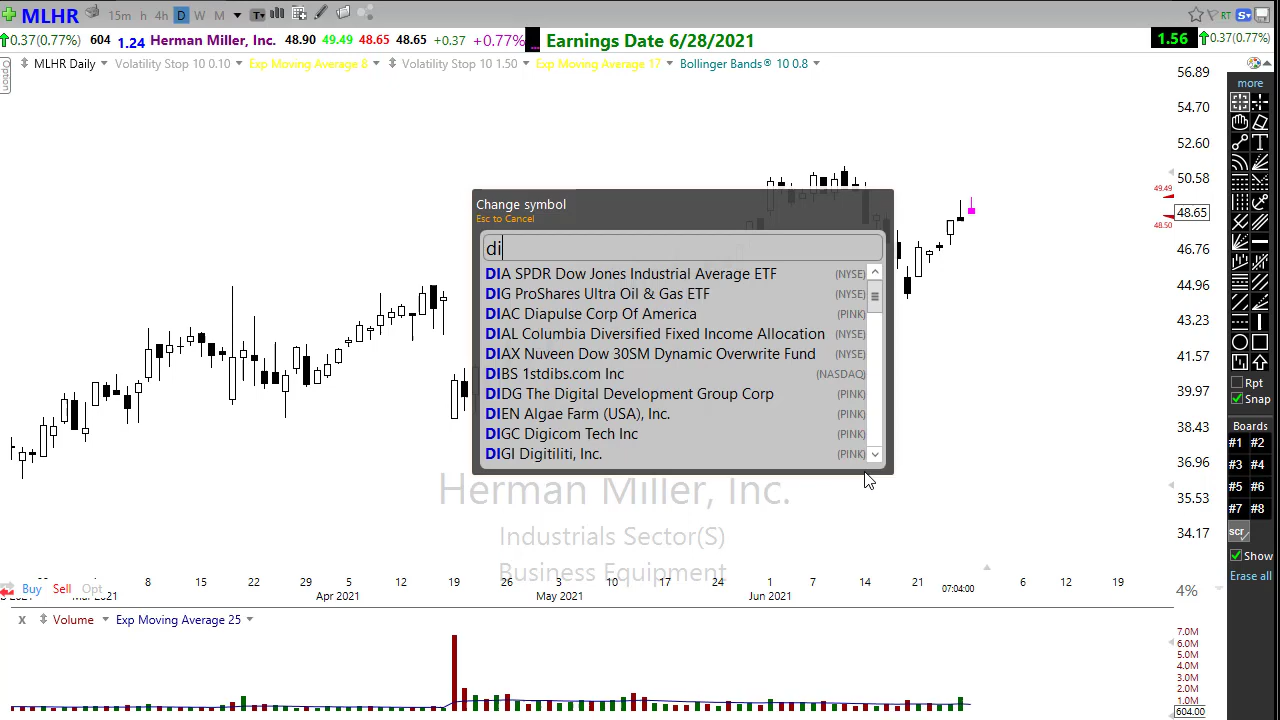 MLHR 15m h 4h D W M T RT S
0.37(0.77%) 604 1.24 Herman Miller, Inc. 48.90 49.49 48.65 48.65 +0.37 +0.77% Earnings Date 6/28/2021 1.56 0.37(0.77%)
MLHR Daily Volatility Stop 10 0.10 Exp Moving Average 8 Volatility Stop 10 1.50 Exp Moving Average 17 Bollinger Bands® 10 0.8
Option
more
56.89
54.70
52.60
50.58
49.49
48.65
48.50
46.76
44.96
43.23
41.57
39.97
38.43
36.96
35.53
34.17
Change symbol
Esc to Cancel
di
DIA SPDR Dow Jones Industrial Average ETF (NYSE)
DIG ProShares Ultra Oil & Gas ETF (NYSE)
DIAC Diapulse Corp Of America (PINK)
DIAL Columbia Diversified Fixed Income Allocation (NYSE)
DIAX Nuveen Dow 30SM Dynamic Overwrite Fund (NYSE)
DIBS 1stdibs.com Inc (NASDAQ)
DIDG The Digital Development Group Corp (PINK)
DIEN Algae Farm (USA), Inc. (PINK)
DIGC Digicom Tech Inc (PINK)
DIGI Digitiliti, Inc. (PINK)
Herman Miller, Inc.
Industrials Sector(S)
Business Equipment
Rpt
Snap
Boards
#1 #2
#3 #4
#5 #6
#7 #8
scr
Show
Erase all
8 15 22 29 5 12 19 26 3 10 17 24 1 7 14 21 07:04:00 6 12 19
Buy Sell Opt
Apr 2021 May 2021 Jun 2021
4%
x Volume Exp Moving Average 25
7.0M
6.0M
5.0M
4.0M
3.0M
2.0M
1.0M
604.00